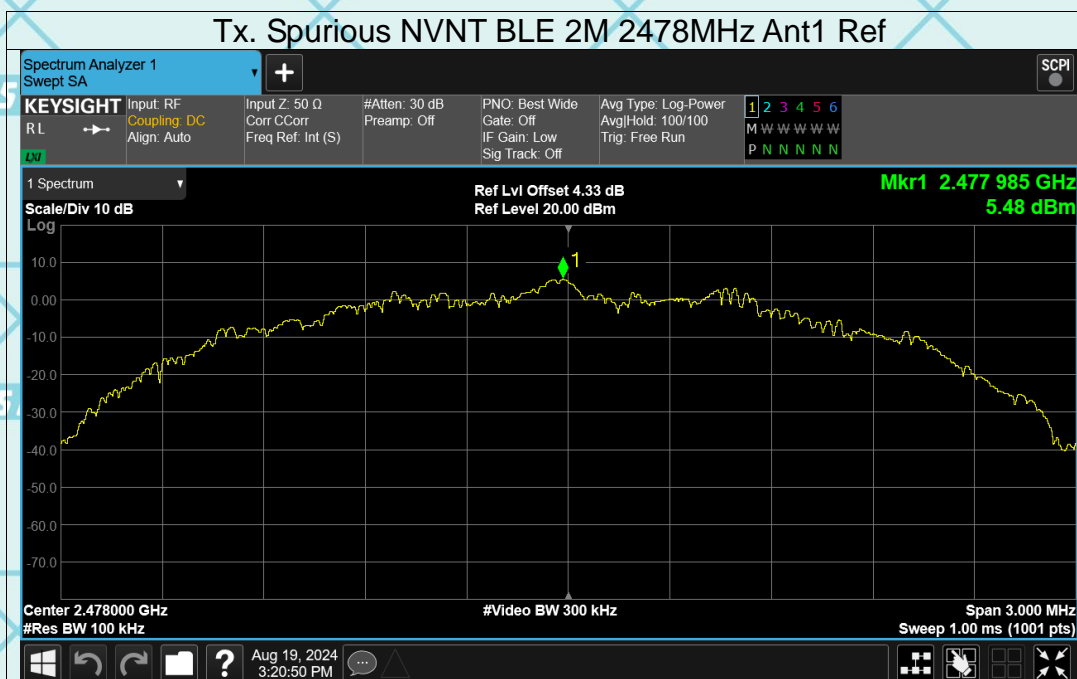 Tx. Spurious NVNT BLE 2M 2478MHz Ant1 Ref
Spectrum Analyzer 1
Swept SA
SCPI
KEYSIGHT
R L
LXI
Input: RF
Coupling: DC
Align: Auto
Input Z: 50 Ω
Corr CCorr
Freq Ref: Int (S)
#Atten: 30 dB
Preamp: Off
PNO: Best Wide
Gate: Off
IF Gain: Low
Sig Track: Off
Avg Type: Log-Power
Avg|Hold: 100/100
Trig: Free Run
1 2 3 4 5 6
M W W W W W
P N N N N N
1 Spectrum
Scale/Div 10 dB
Log
Ref Lvl Offset 4.33 dB
Ref Level 20.00 dBm
Mkr1 2.477 985 GHz
5.48 dBm
1
10.0
0.00
-10.0
-20.0
-30.0
-40.0
-50.0
-60.0
-70.0
Center 2.478000 GHz
#Res BW 100 kHz
#Video BW 300 kHz
Span 3.000 MHz
Sweep 1.00 ms (1001 pts)
?
Aug 19, 2024
3:20:50 PM